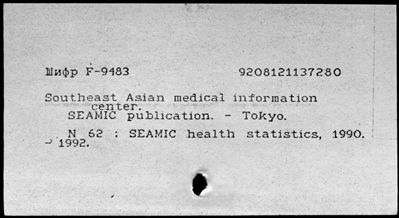 Шифр F-9483 9208121137280
Southeast Asian medical information
center.
SEAMIC publication. - Tokyo.
N 62 : SEAMIC health statistics, 1990.
- 1992.